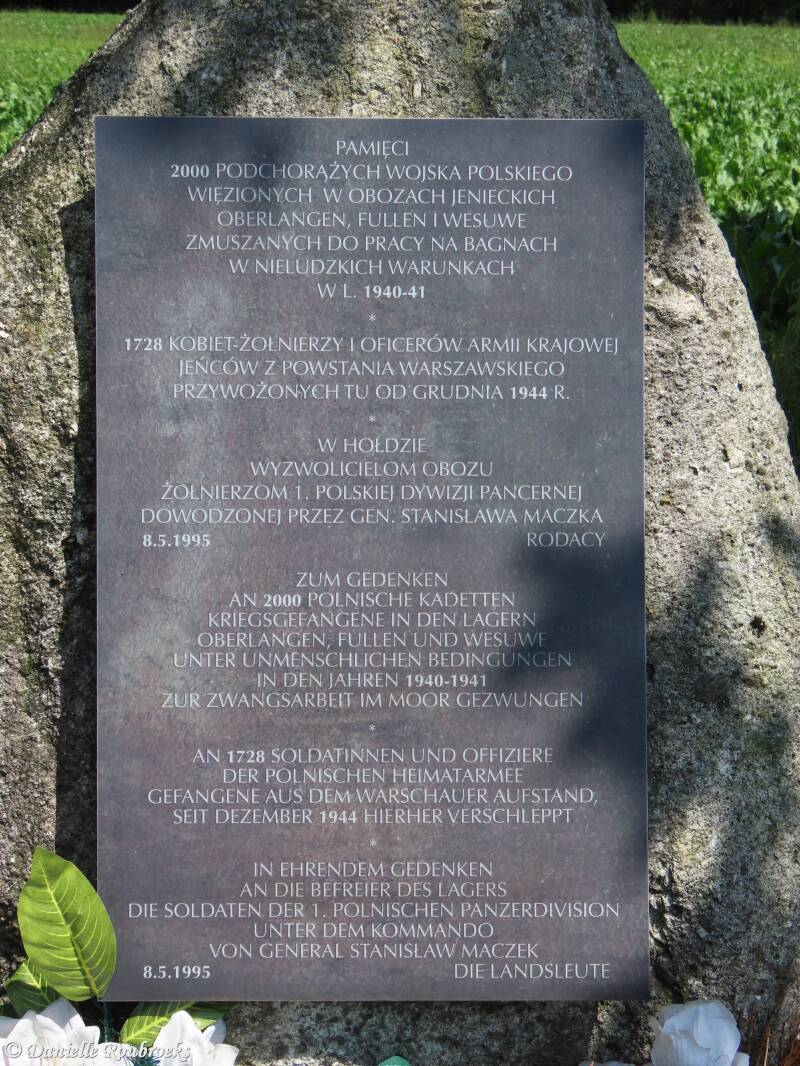 PAMIĘCI
2000 PODCHORĄŻYCH WOJSKA POLSKIEGO
WIĘZIONYCH W OBOZACH JENIECKICH
OBERLANGEN, FULLEN I WESUWE
ZMUSZANYCH DO PRACY NA BAGNACH
W NIELUDZKICH WARUNKACH
W L. 1940-41
*
1728 KOBIET-ŻOŁNIERZY I OFICERÓW ARMII KRAJOWEJ
JEŃCÓW Z POWSTANIA WARSZAWSKIEGO
PRZYWOŻONYCH TU OD GRUDNIA 1944 R.
*
W HOŁDZIE
WYZWOLICIELOM OBOZU
ŻOŁNIERZOM 1. POLSKIEJ DYWIZJI PANCERNEJ
DOWODZONEJ PRZEZ GEN. STANISŁAWA MACZKA
8.5.1995 RODACY
ZUM GEDENKEN
AN 2000 POLNISCHE KADETTEN
KRIEGSGEFANGENE IN DEN LAGERN
OBERLANGEN, FULLEN UND WESUWE
UNTER UNMENSCHLICHEN BEDINGUNGEN
IN DEN JAHREN 1940-1941
ZUR ZWANGSARBEIT IM MOOR GEZWUNGEN
*
AN 1728 SOLDATINNEN UND OFFIZIERE
DER POLNISCHEN HEIMATARMEE
GEFANGENE AUS DEM WARSCHAUER AUFSTAND,
SEIT DEZEMBER 1944 HIERHER VERSCHLEPPT
*
IN EHRENDEM GEDENKEN
AN DIE BEFREIER DES LAGERS
DIE SOLDATEN DER 1. POLNISCHEN PANZERDIVISION
UNTER DEM KOMMANDO
VON GENERAL STANISŁAW MACZEK
8.5.1995 DIE LANDSLEUTE
© Danielle Roubroeks